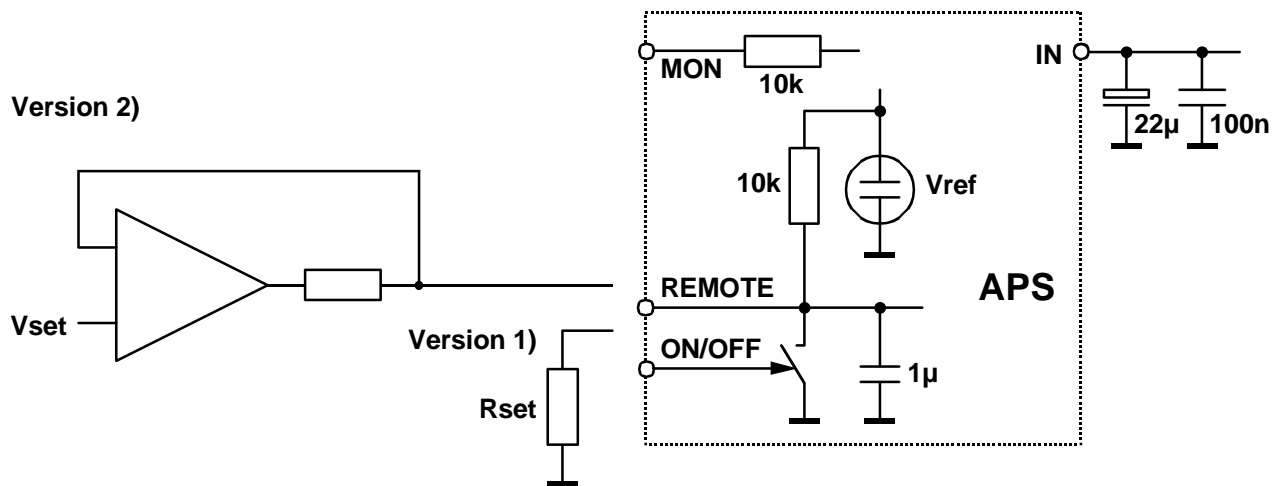 MON
10k
IN
22µ
100n
Version 2)
10k
Vref
Vset
REMOTE
APS
Version 1)
ON/OFF
1µ
Rset